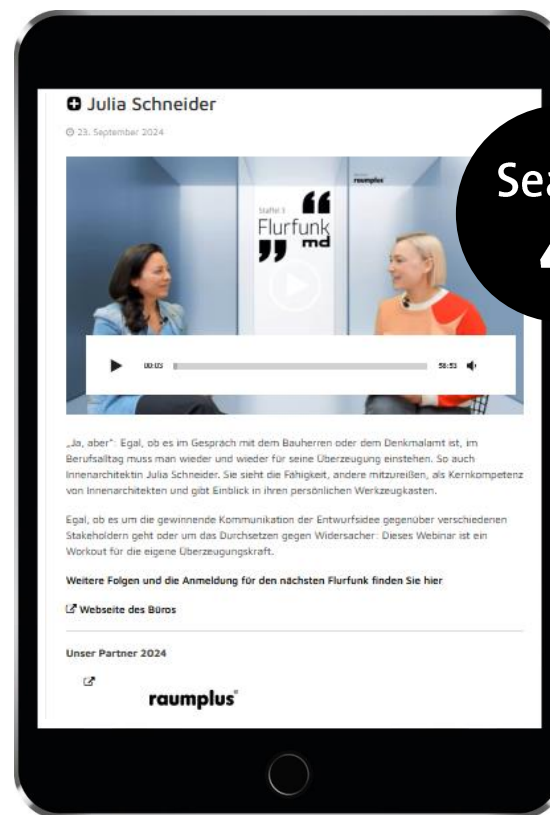 Julia Schneider
23. September 2024
raumplus
Staffel 3
Flurfunk
md
00:03
58:53
„Ja, aber“: Egal, ob es im Gespräch mit dem Bauherren oder dem Denkmalamt ist, im
Berufsalltag muss man wieder und wieder für seine Überzeugung einstehen. So auch
Innenarchitektin Julia Schneider. Sie sieht die Fähigkeit, andere mitzureißen, als Kernkompetenz
von Innenarchitekten und gibt Einblick in ihren persönlichen Werkzeugkasten.
Egal, ob es um die gewinnende Kommunikation der Entwurfsidee gegenüber verschiedenen
Stakeholdern geht oder um das Durchsetzen gegen Widersacher: Dieses Webinar ist ein
Workout für die eigene Überzeugungskraft.
Weitere Folgen und die Anmeldung für den nächsten Flurfunk finden Sie hier
Webseite des Büros
Unser Partner 2024
raumplus®